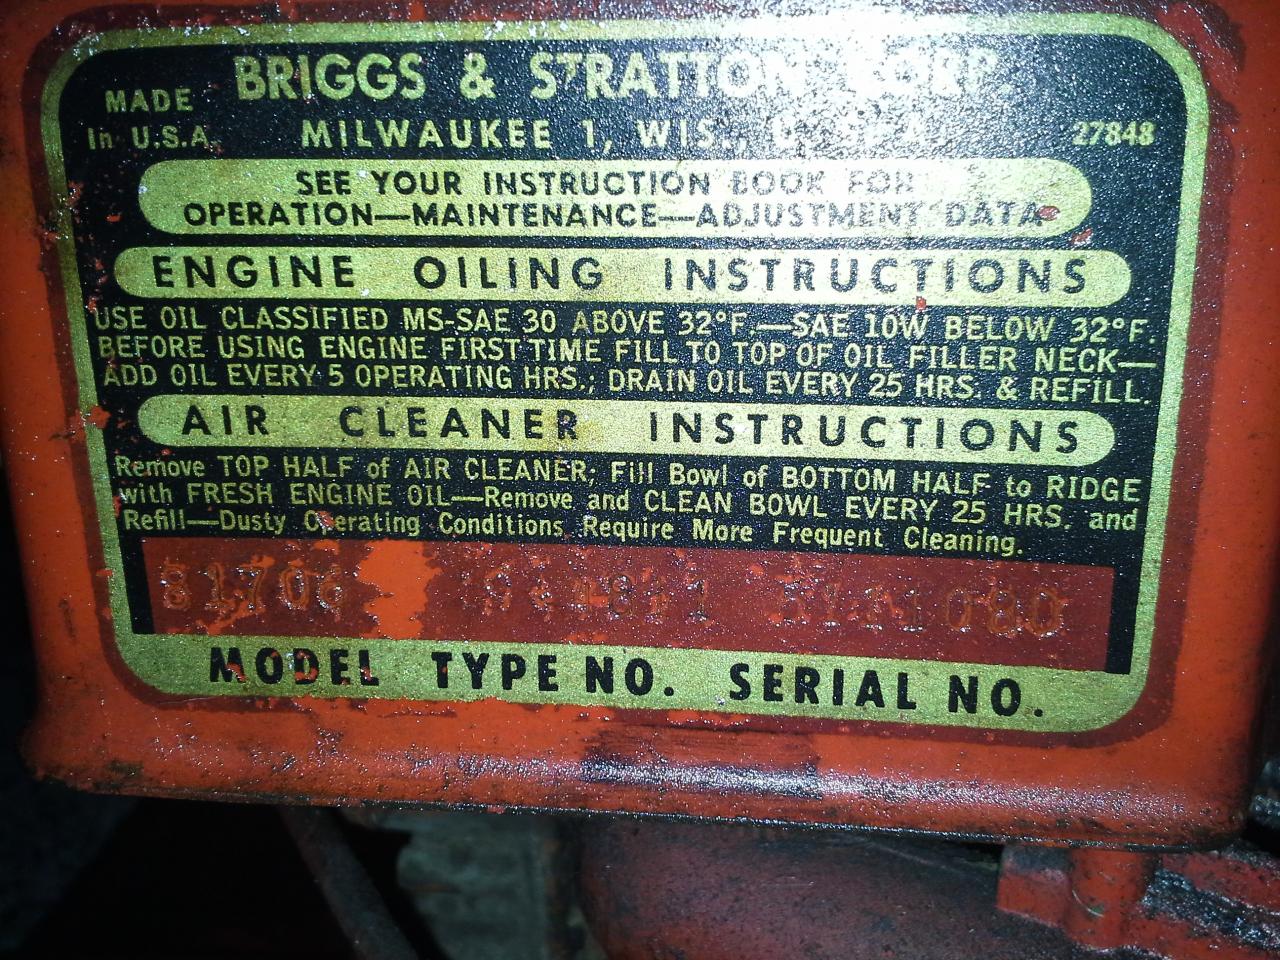 BRIGGS & STRATTON CORP.
MADE
In U.S.A.
MILWAUKEE 1, WIS., U.S.A.
27848
SEE YOUR INSTRUCTION BOOK FOR
OPERATION—MAINTENANCE—ADJUSTMENT DATA
ENGINE OILING INSTRUCTIONS
USE OIL CLASSIFIED MS-SAE 30 ABOVE 32°F.—SAE 10W BELOW 32°F.
BEFORE USING ENGINE FIRST TIME FILL TO TOP OF OIL FILLER NECK—
ADD OIL EVERY 5 OPERATING HRS.; DRAIN OIL EVERY 25 HRS. & REFILL.
AIR CLEANER INSTRUCTIONS
Remove TOP HALF of AIR CLEANER; Fill Bowl of BOTTOM HALF to RIDGE
with FRESH ENGINE OIL—Remove and CLEAN BOWL EVERY 25 HRS. and
Refill—Dusty Operating Conditions Require More Frequent Cleaning.
81706
MODEL TYPE NO. SERIAL NO.